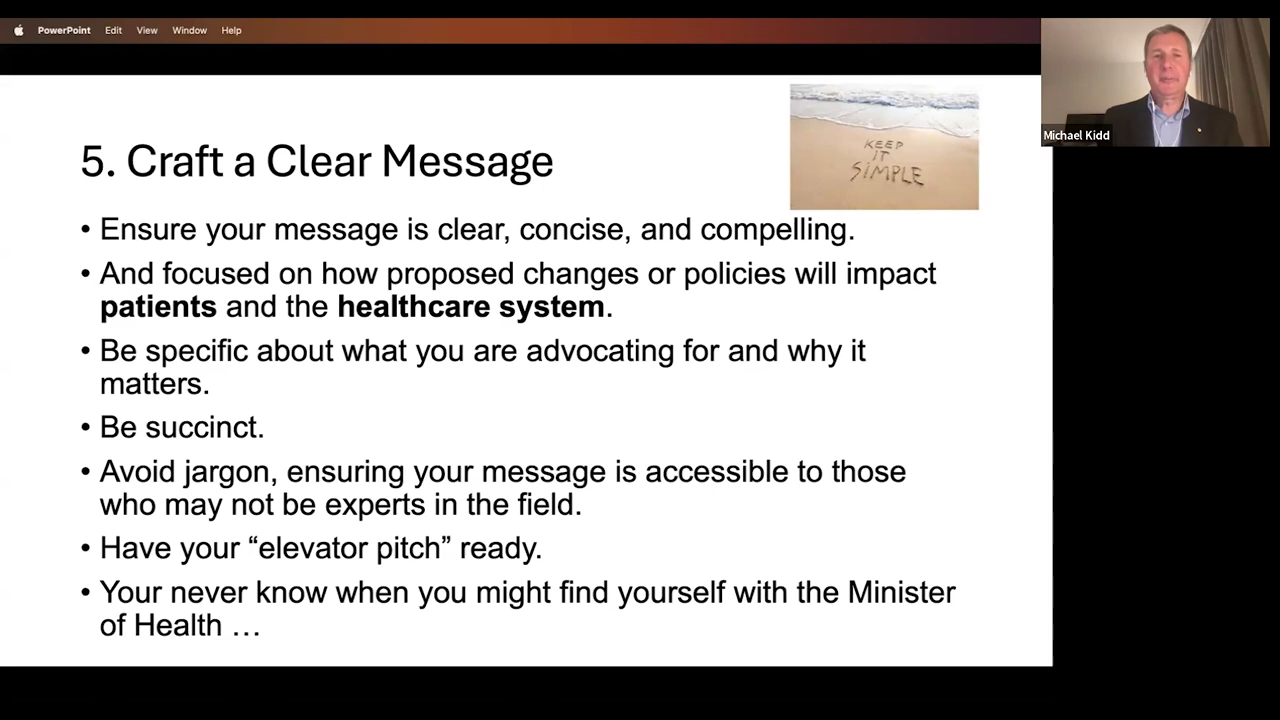 PowerPoint Edit View Window Help
Michael Kidd
KEEP
IT
SIMPLE
5. Craft a Clear Message
• Ensure your message is clear, concise, and compelling.
• And focused on how proposed changes or policies will impact
patients and the healthcare system.
• Be specific about what you are advocating for and why it
matters.
• Be succinct.
• Avoid jargon, ensuring your message is accessible to those
who may not be experts in the field.
• Have your “elevator pitch” ready.
• Your never know when you might find yourself with the Minister
of Health …